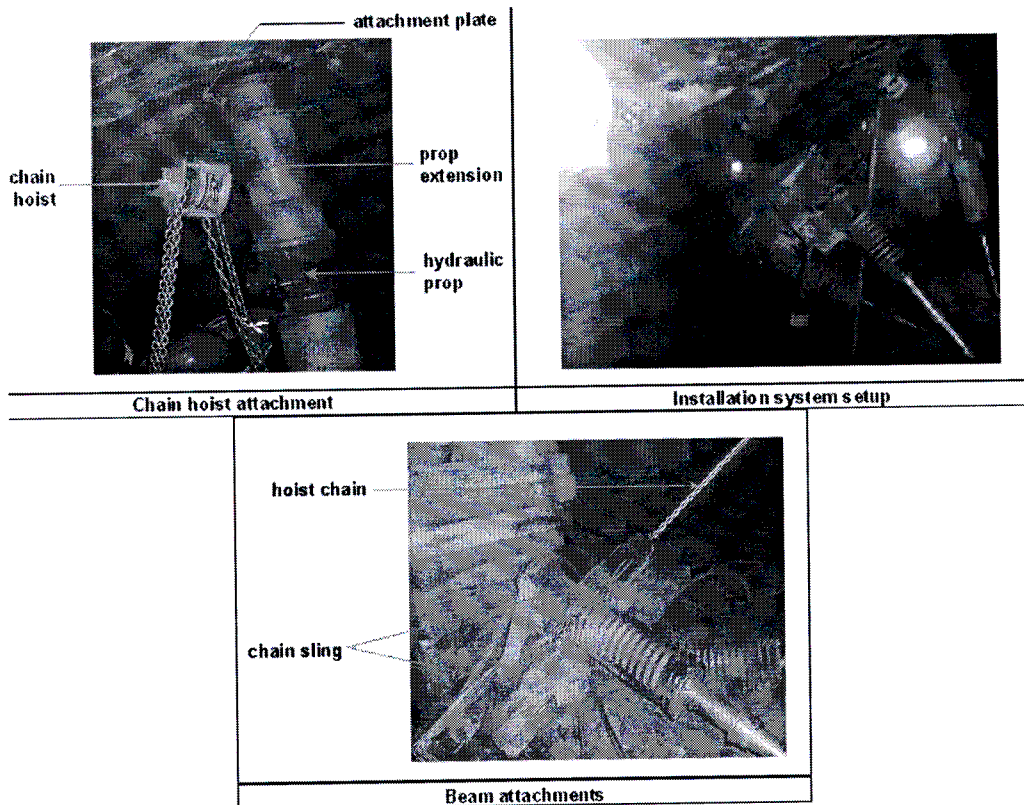 attachment plate
chain
hoist
prop
extension
hydraulic
prop
Chain hoist attachment
Installation system setup
hoist chain
chain sling
Beam attachments